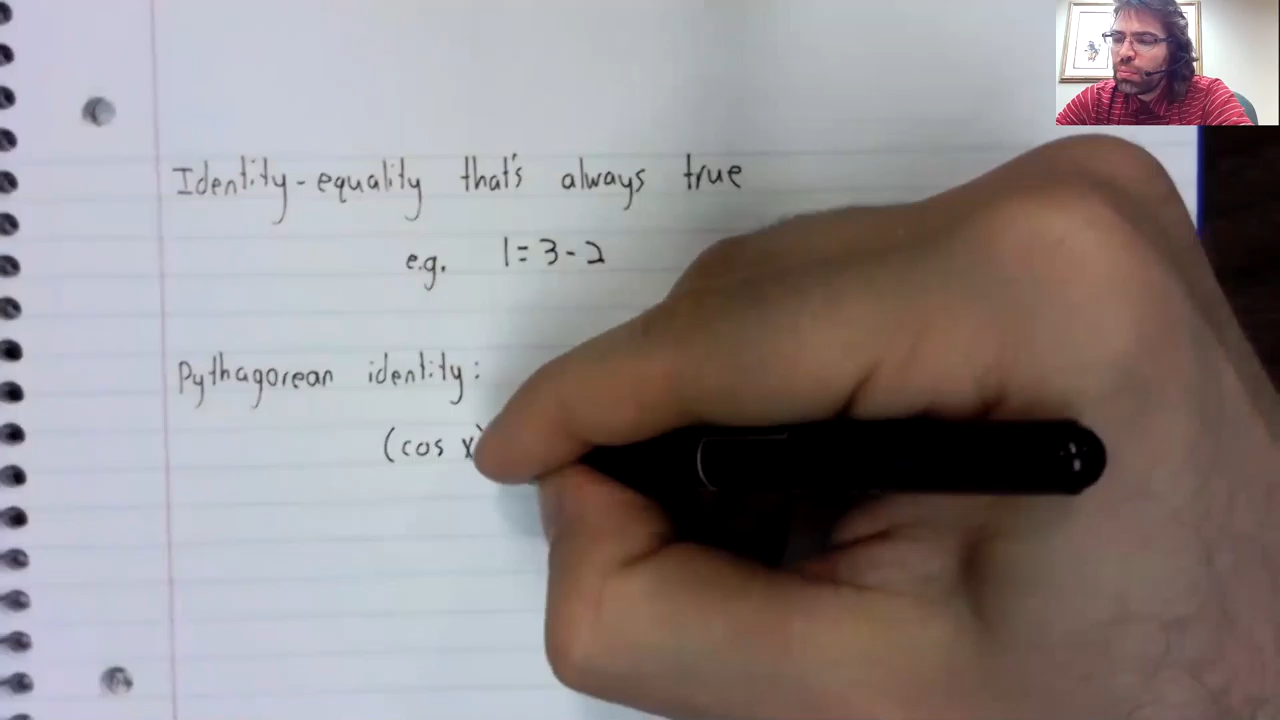 Identity - equality that's always true
e.g. 1 = 3 - 2
Pythagorean identity:
(cos x)